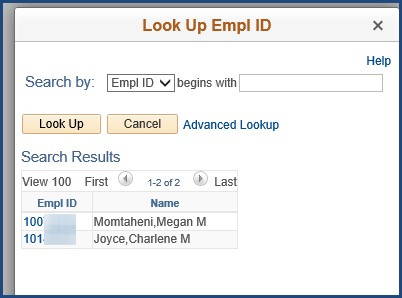 Look Up Empl ID
×
Help
Search by: Empl ID begins with
Look Up Cancel Advanced Lookup
Search Results
View 100 First 1-2 of 2 Last
Empl ID Name
100 Momtaheni,Megan M
101 Joyce,Charlene M